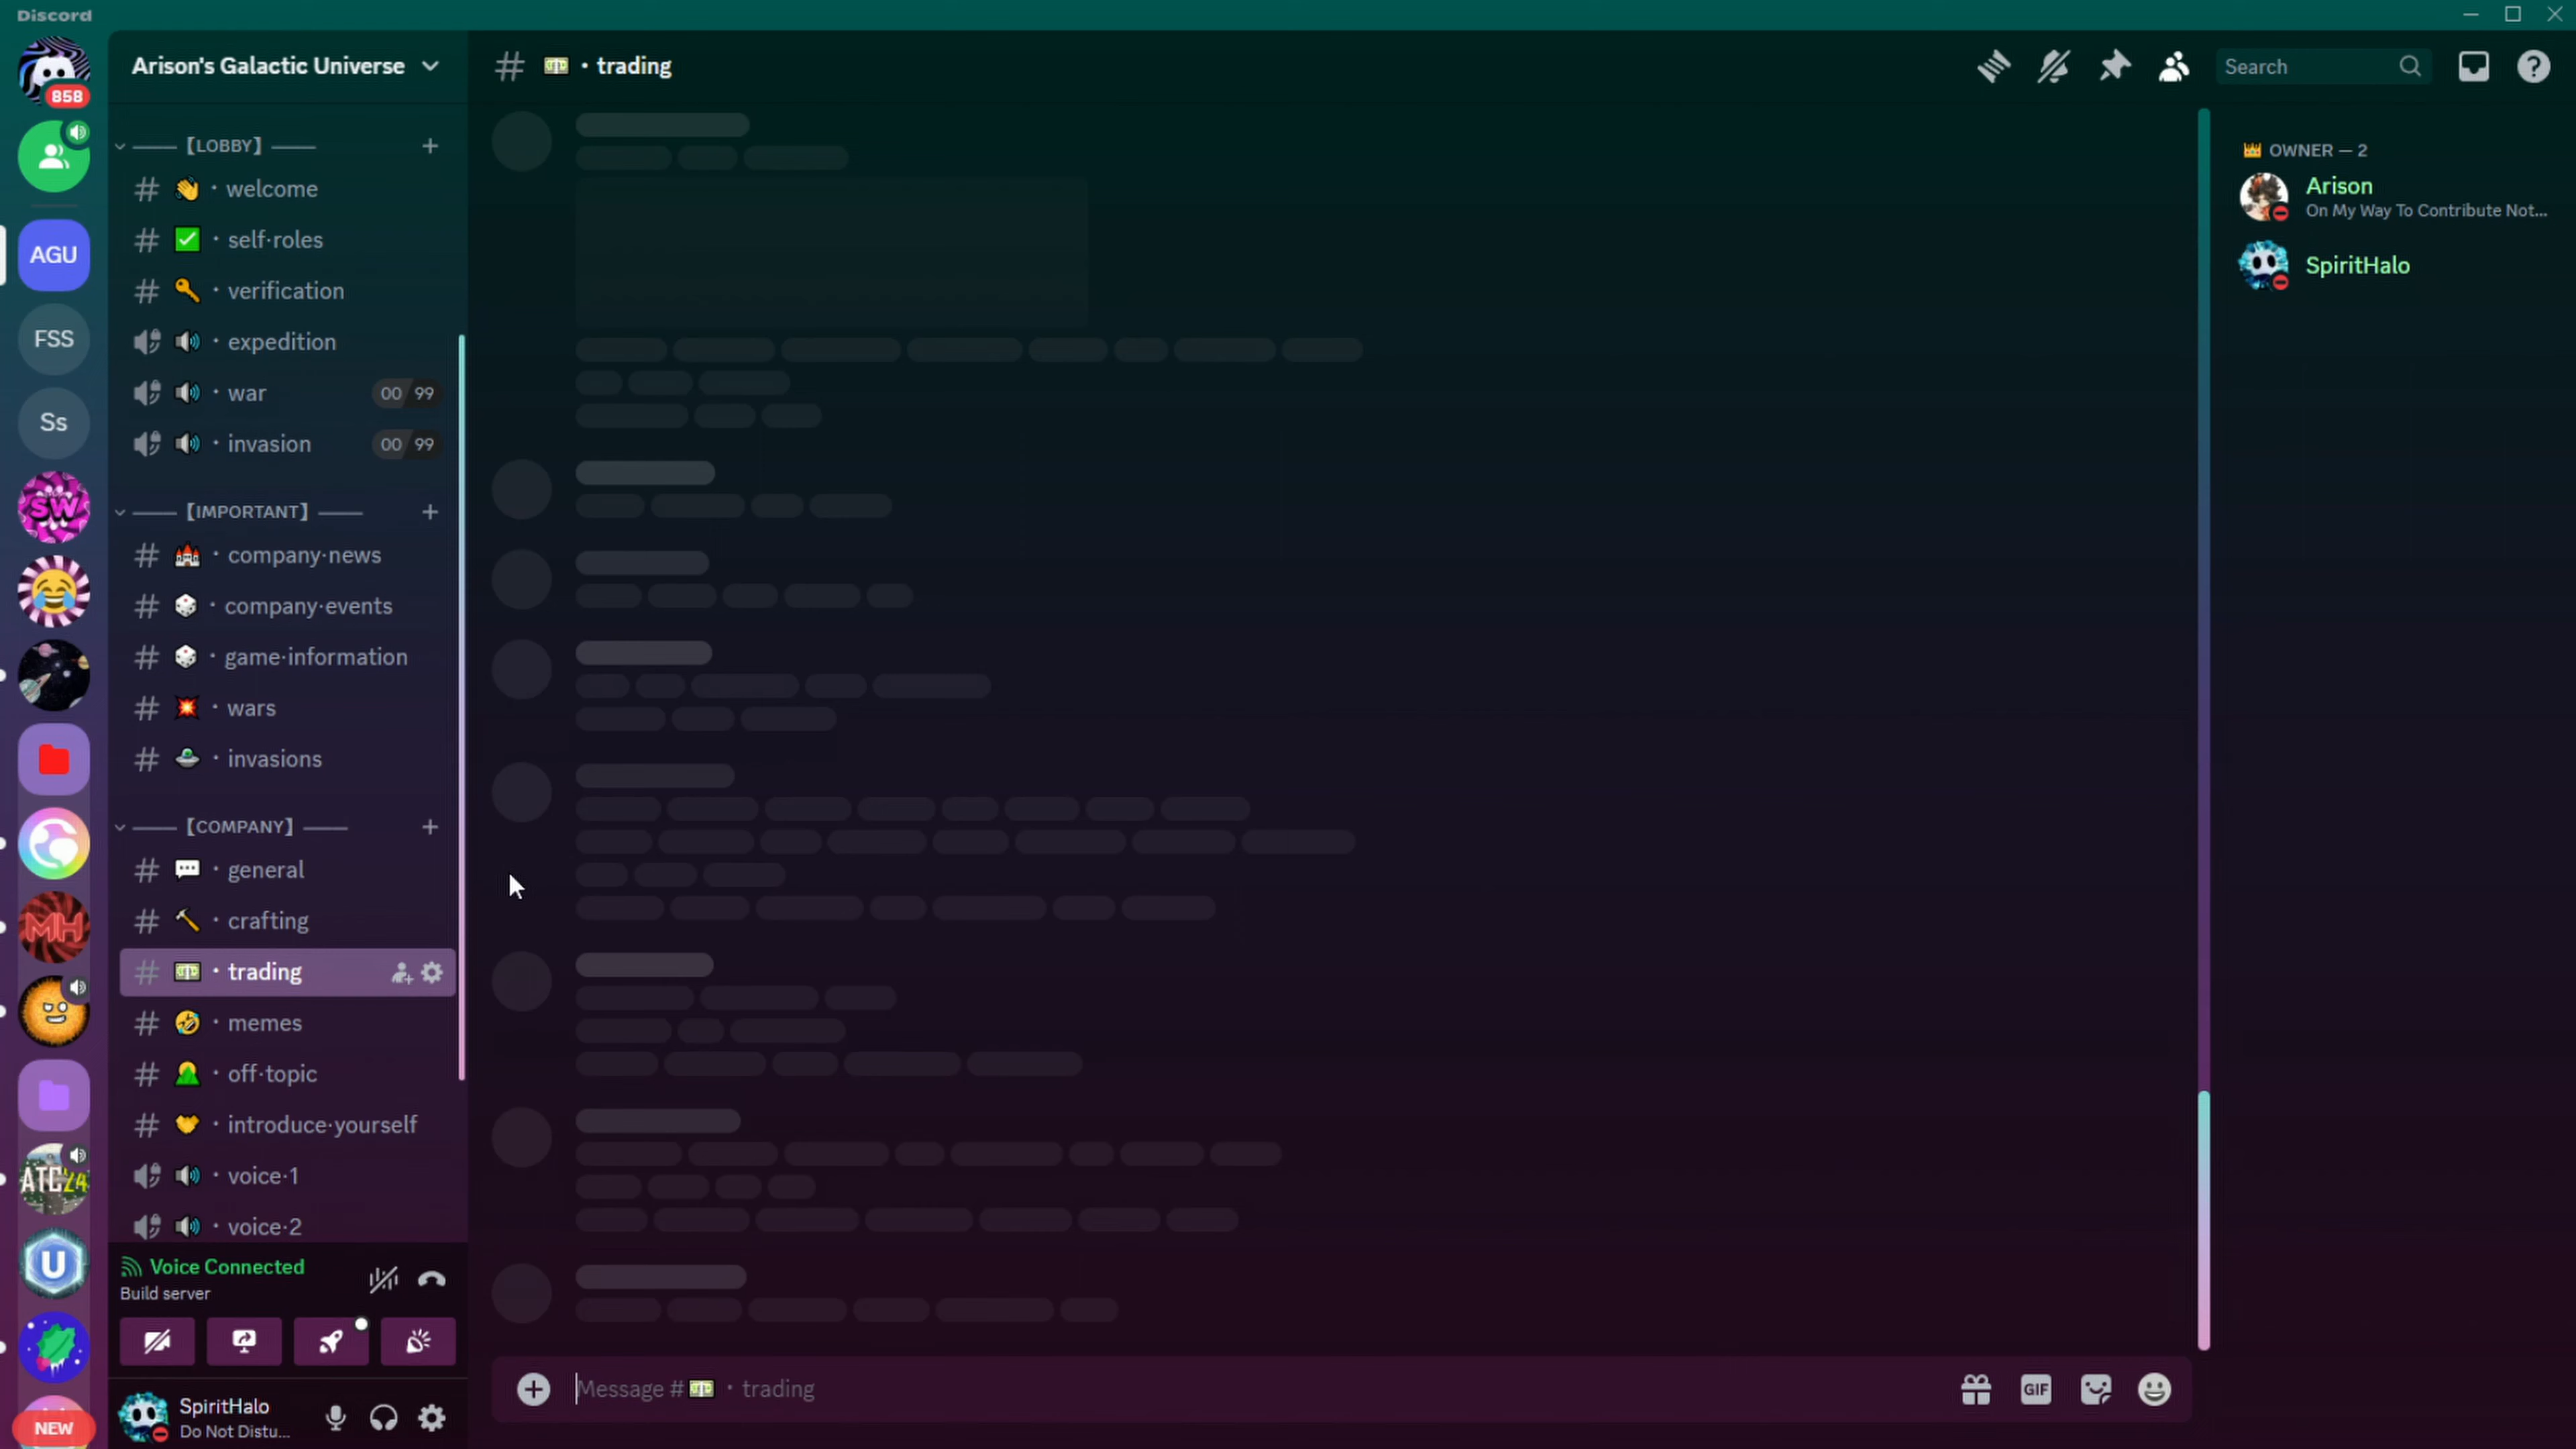 Discord
858
AGU
FSS
Ss
SW
MH
ATC24
U
NEW
Arison's Galactic Universe
【LOBBY】
welcome
self·roles
verification
expedition
war 00 99
invasion 00 99
【IMPORTANT】
company·news
company·events
game·information
wars
invasions
【COMPANY】
general
crafting
trading
memes
off·topic
introduce·yourself
voice·1
voice·2
Voice Connected
Build server
SpiritHalo
Do Not Distu...
# · trading
Message # · trading
GIF
Search
OWNER — 2
Arison
On My Way To Contribute Not...
SpiritHalo